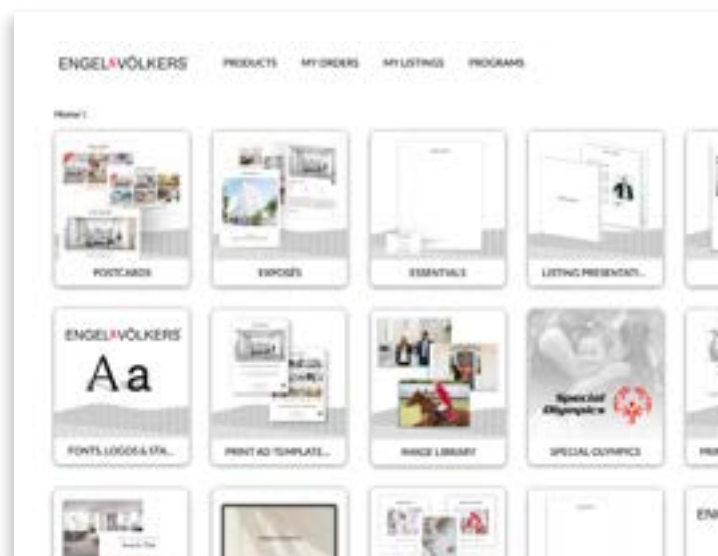 ENGEL&VÖLKERS
PRODUCTS MY ORDERS MY LISTINGS PROGRAMS
Home
POSTCARDS
EXPOSÉS
ESSENTIALS
LISTING PRESENTATI...
ENGEL&VÖLKERS
Aa
Special
Olympics
FONTS, LOGOS & STA...
PRINT AD TEMPLATE...
IMAGE LIBRARY
SPECIAL OLYMPICS